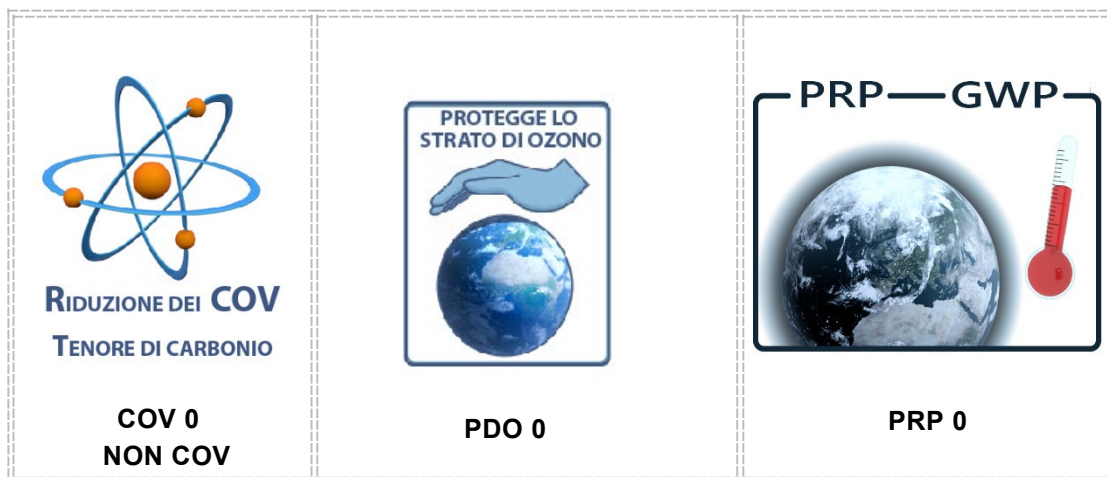 RIDUZIONE DEI COV
TENORE DI CARBONIO
COV 0
NON COV
PROTEGGE LO
STRATO DI OZONO
PDO 0
PRP GWP
PRP 0